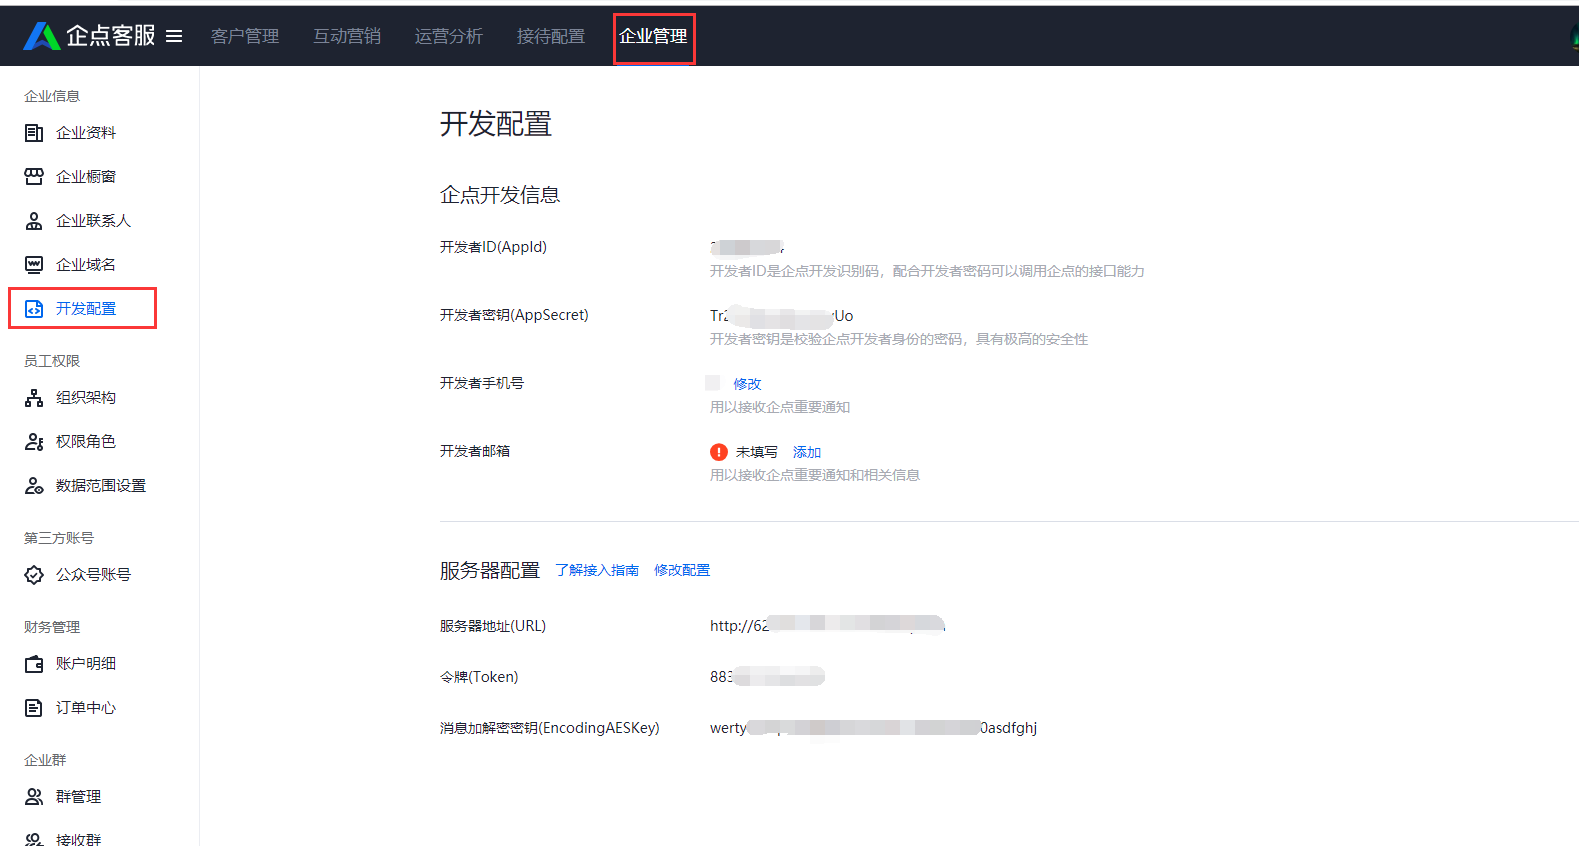 企点客服
客户管理
互动营销
运营分析
接待配置
企业管理
企业信息
企业资料
企业橱窗
企业联系人
企业域名
开发配置
员工权限
组织架构
权限角色
数据范围设置
第三方账号
公众号账号
财务管理
账户明细
订单中心
企业群
群管理
接收群
开发配置
企点开发信息
开发者ID(AppId)
开发者ID是企点开发识别码，配合开发者密码可以调用企点的接口能力
开发者密钥(AppSecret) Tr2 Uo
开发者密钥是校验企点开发者身份的密码，具有极高的安全性
开发者手机号 修改
用以接收企点重要通知
开发者邮箱 未填写 添加
用以接收企点重要通知和相关信息
服务器配置 了解接入指南 修改配置
服务器地址(URL) http://62
令牌(Token) 883
消息加解密密钥(EncodingAESKey) werty 0asdfghj